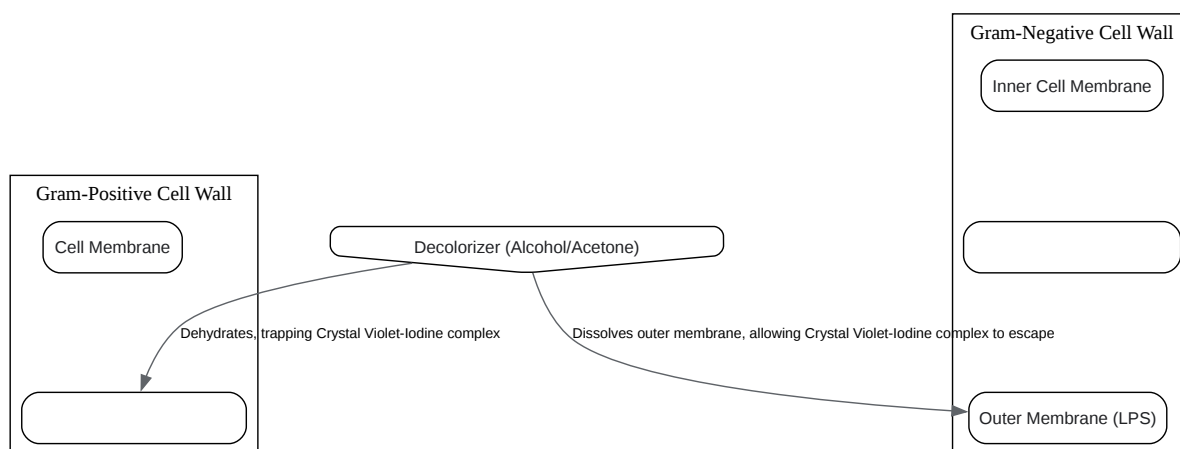 Gram-Negative Cell Wall
Inner Cell Membrane
Gram-Positive Cell Wall
Cell Membrane
Decolorizer (Alcohol/Acetone)
Dehydrates, trapping Crystal Violet-Iodine complex
Dissolves outer membrane, allowing Crystal Violet-Iodine complex to escape
Outer Membrane (LPS)